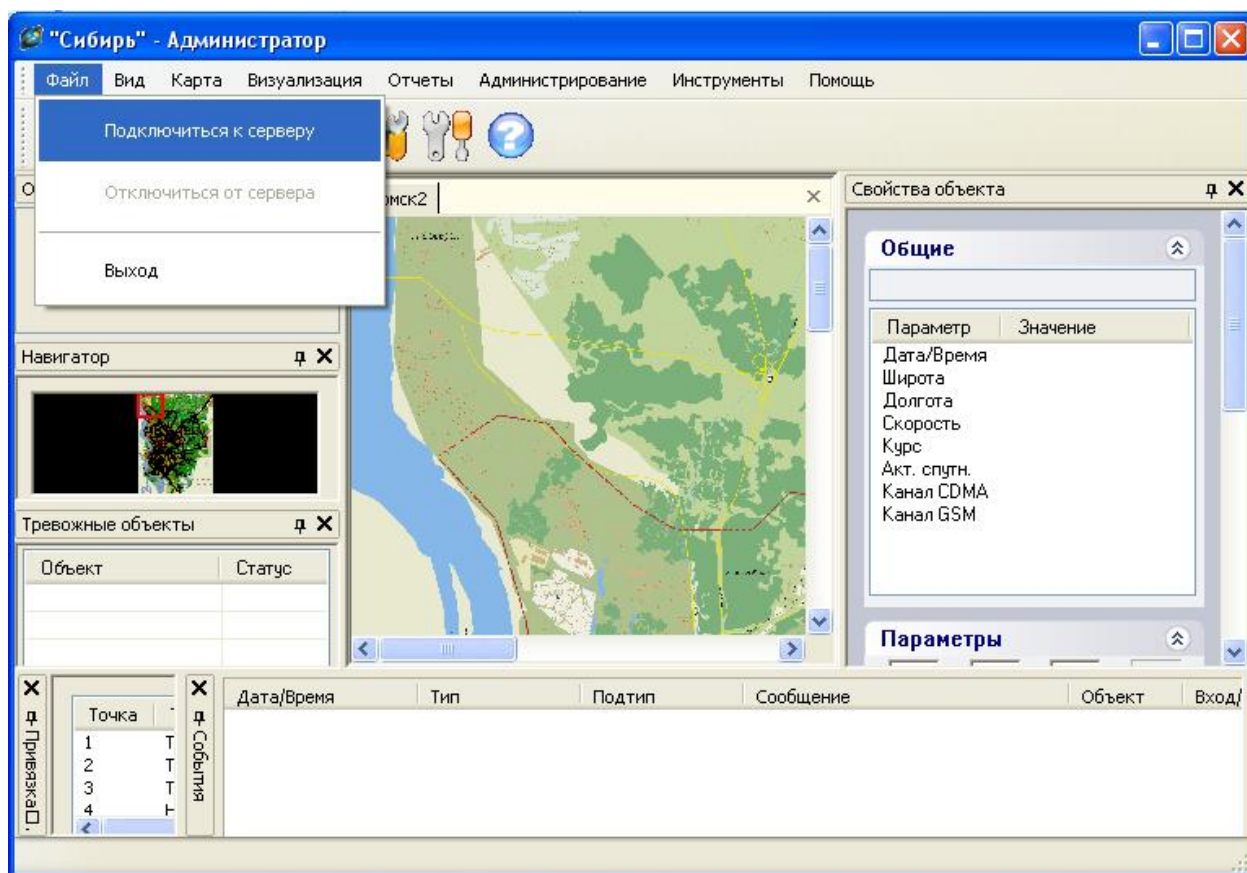 "Сибирь" - Администратор
Файл Вид Карта Визуализация Отчеты Администрирование Инструменты Помощь
Подключиться к серверу
Отключиться от сервера
Выход
Свойства объекта
Общие
Параметр Значение
Дата/Время
Широта
Долгота
Скорость
Курс
Акт. спутн.
Канал CDMA
Канал GSM
Параметры
Навигатор
Тревожные объекты
Объект Статус
Привязка
Точка
1 Т
2 Т
3 Т
4 Н
События
Дата/Время Тип Подтип Сообщение Объект Вход/